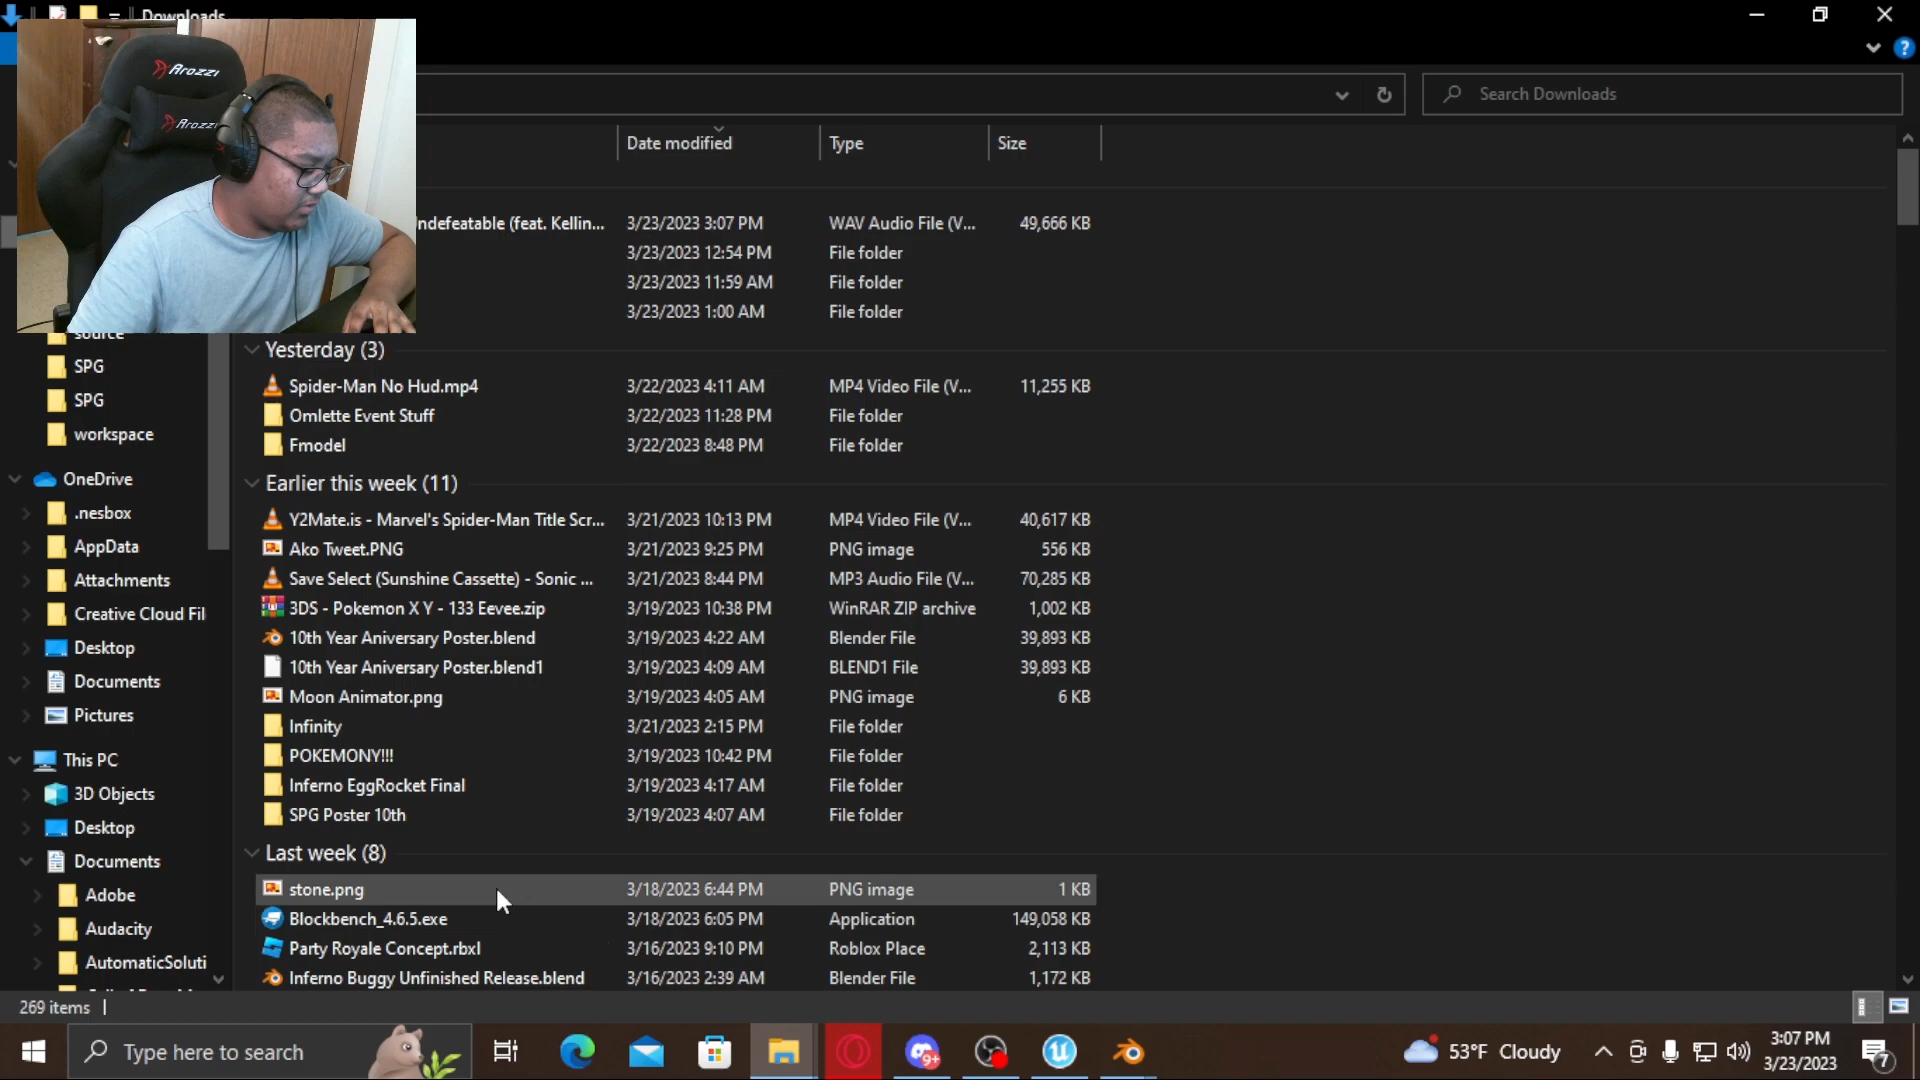 Downloads
Arozzi
Arozzi
Search Downloads
Date modified Type Size
Undefeatable (feat. Kellin... 3/23/2023 3:07 PM WAV Audio File (V... 49,666 KB
3/23/2023 12:54 PM File folder
3/23/2023 11:59 AM File folder
3/23/2023 1:00 AM File folder
Yesterday (3)
Spider-Man No Hud.mp4 3/22/2023 4:11 AM MP4 Video File (V... 11,255 KB
Omlette Event Stuff 3/22/2023 11:28 PM File folder
Fmodel 3/22/2023 8:48 PM File folder
Earlier this week (11)
Y2Mate.is - Marvel's Spider-Man Title Scr... 3/21/2023 10:13 PM MP4 Video File (V... 40,617 KB
Ako Tweet.PNG 3/21/2023 9:25 PM PNG image 556 KB
Save Select (Sunshine Cassette) - Sonic ... 3/21/2023 8:44 PM MP3 Audio File (V... 70,285 KB
3DS - Pokemon X Y - 133 Eevee.zip 3/19/2023 10:38 PM WinRAR ZIP archive 1,002 KB
10th Year Aniversary Poster.blend 3/19/2023 4:22 AM Blender File 39,893 KB
10th Year Aniversary Poster.blend1 3/19/2023 4:09 AM BLEND1 File 39,893 KB
Moon Animator.png 3/19/2023 4:05 AM PNG image 6 KB
Infinity 3/21/2023 2:15 PM File folder
POKEMONY!!! 3/19/2023 10:42 PM File folder
Inferno EggRocket Final 3/19/2023 4:17 AM File folder
SPG Poster 10th 3/19/2023 4:07 AM File folder
Last week (8)
stone.png 3/18/2023 6:44 PM PNG image 1 KB
Blockbench_4.6.5.exe 3/18/2023 6:05 PM Application 149,058 KB
Party Royale Concept.rbxl 3/16/2023 9:10 PM Roblox Place 2,113 KB
Inferno Buggy Unfinished Release.blend 3/16/2023 2:39 AM Blender File 1,172 KB
source
SPG
SPG
workspace
OneDrive
.nesbox
AppData
Attachments
Creative Cloud Fil
Desktop
Documents
Pictures
This PC
3D Objects
Desktop
Documents
Adobe
Audacity
AutomaticSoluti
269 items
Type here to search
9+
53°F Cloudy
3:07 PM
3/23/2023
7